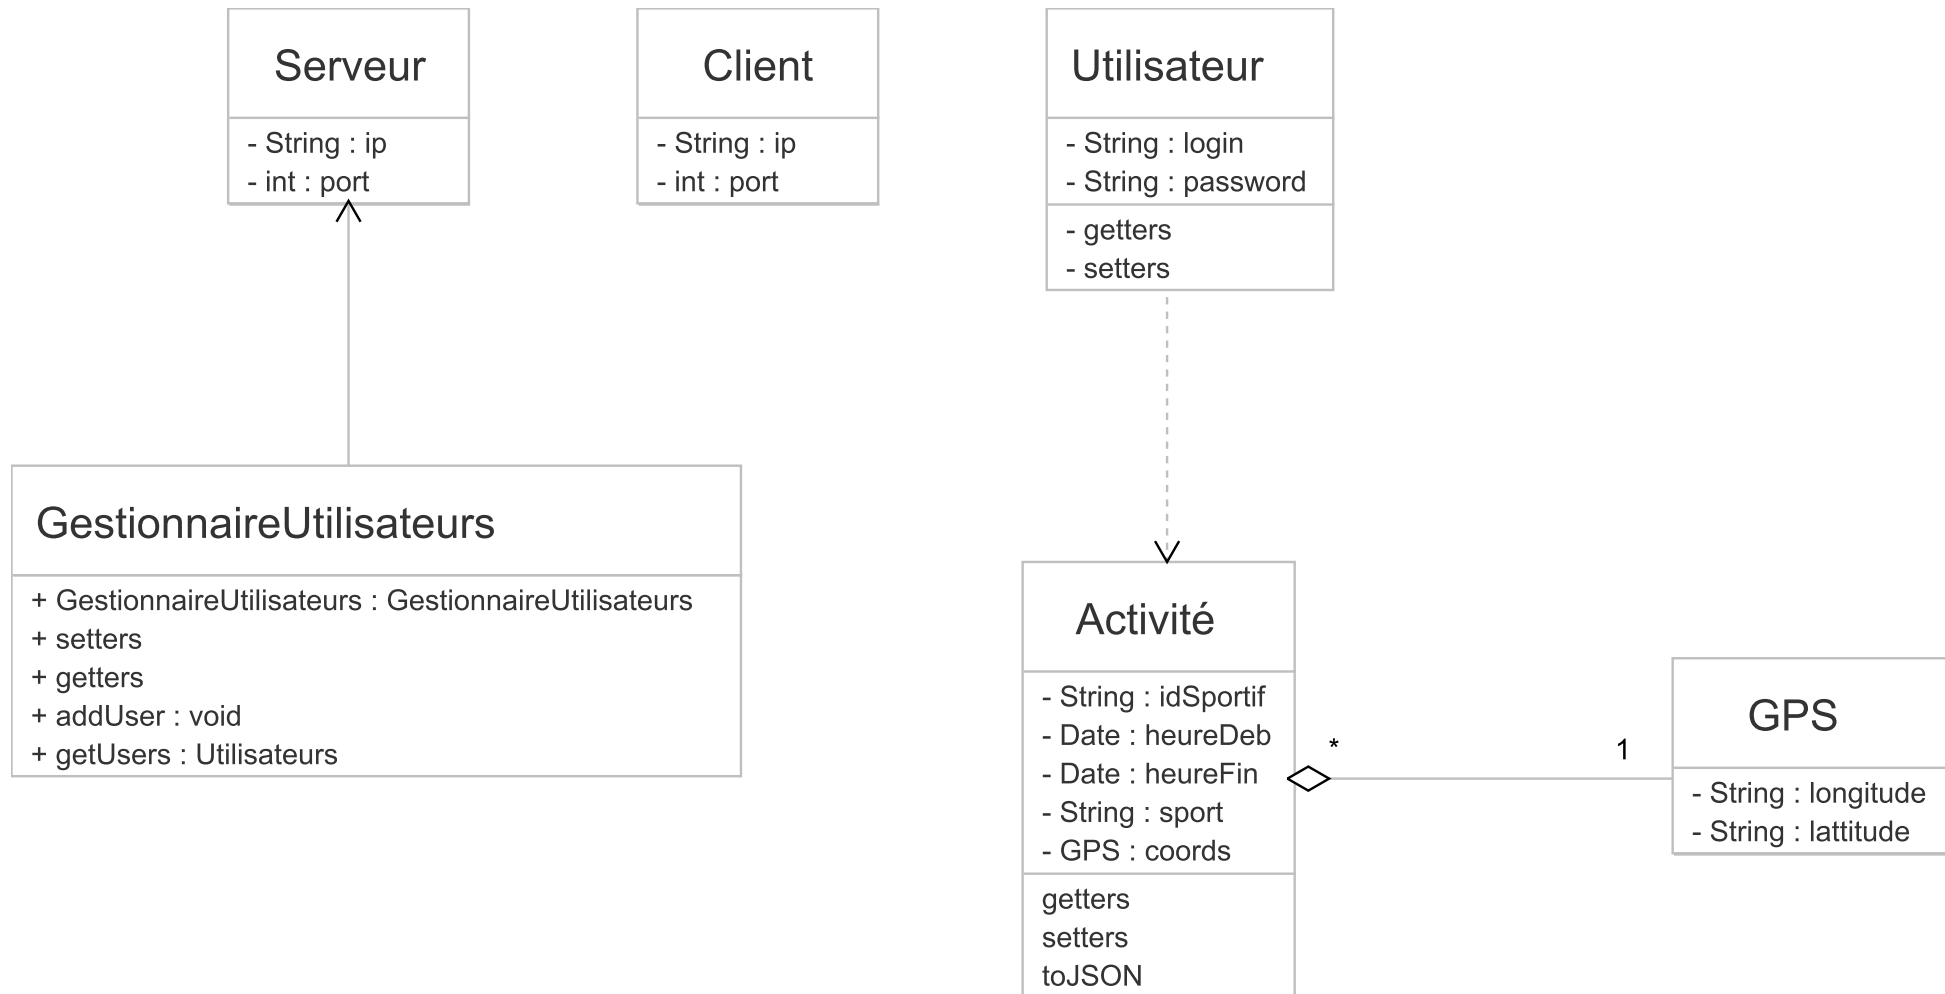 Serveur
- String : ip
- int : port
Client
- String : ip
- int : port
Utilisateur
- String : login
- String : password
- getters
- setters
GestionnaireUtilisateurs
+ GestionnaireUtilisateurs : GestionnaireUtilisateurs
+ setters
+ getters
+ addUser : void
+ getUsers : Utilisateurs
Activité
- String : idSportif
- Date : heureDeb
- Date : heureFin
- String : sport
- GPS : coords
getters
setters
toJSON
*
1
GPS
- String : longitude
- String : lattitude